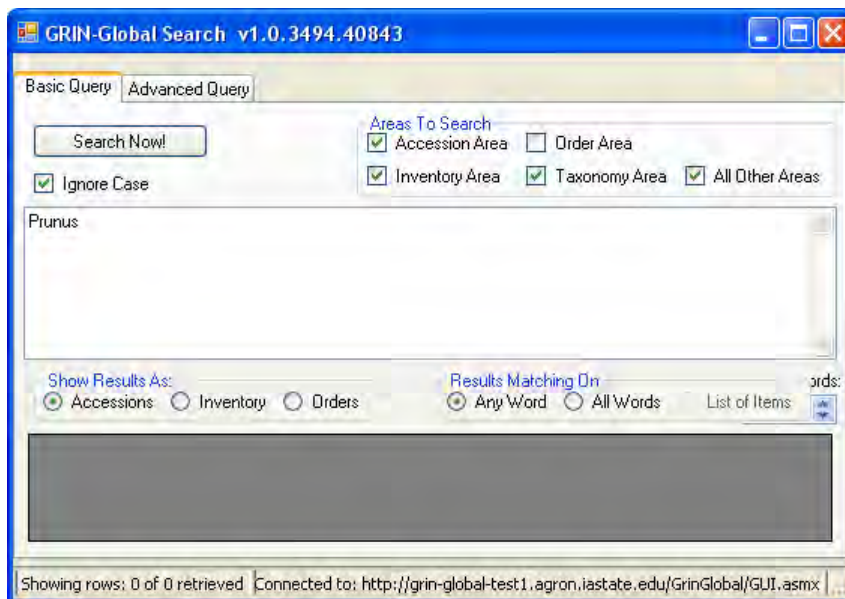 GRIN-Global Search v1.0.3494.40843
Basic Query Advanced Query
Areas To Search
Search Now! Accession Area Order Area
Ignore Case Inventory Area Taxonomy Area All Other Areas
Prunus
Show Results As: Results Matching On ords:
Accessions Inventory Orders Any Word All Words List of Items
Showing rows: 0 of 0 retrieved Connected to: http://grin-global-test1.agron.iastate.edu/GrinGlobal/GUI.asmx ...